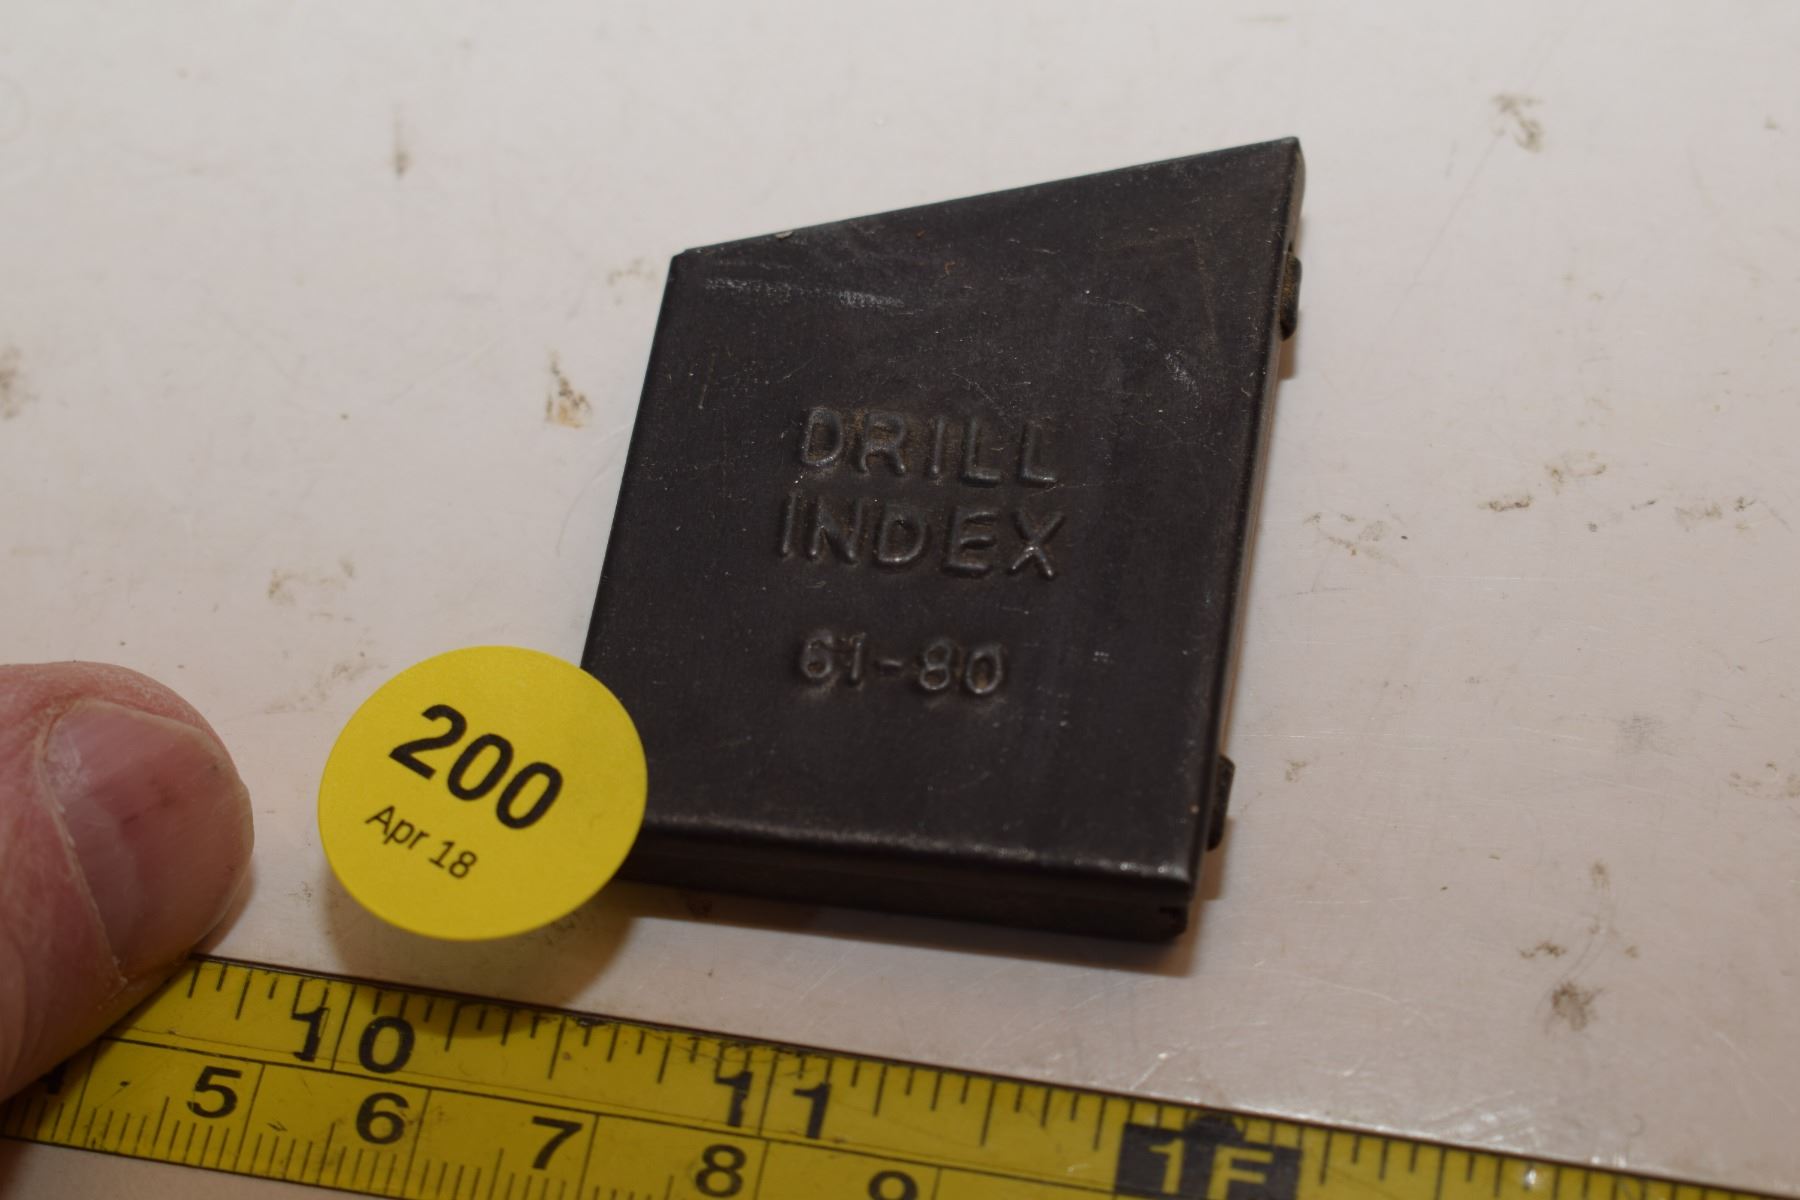 DRILL
INDEX
61-80
200
Apr 18
10 11 1F
5 6 7 8 9